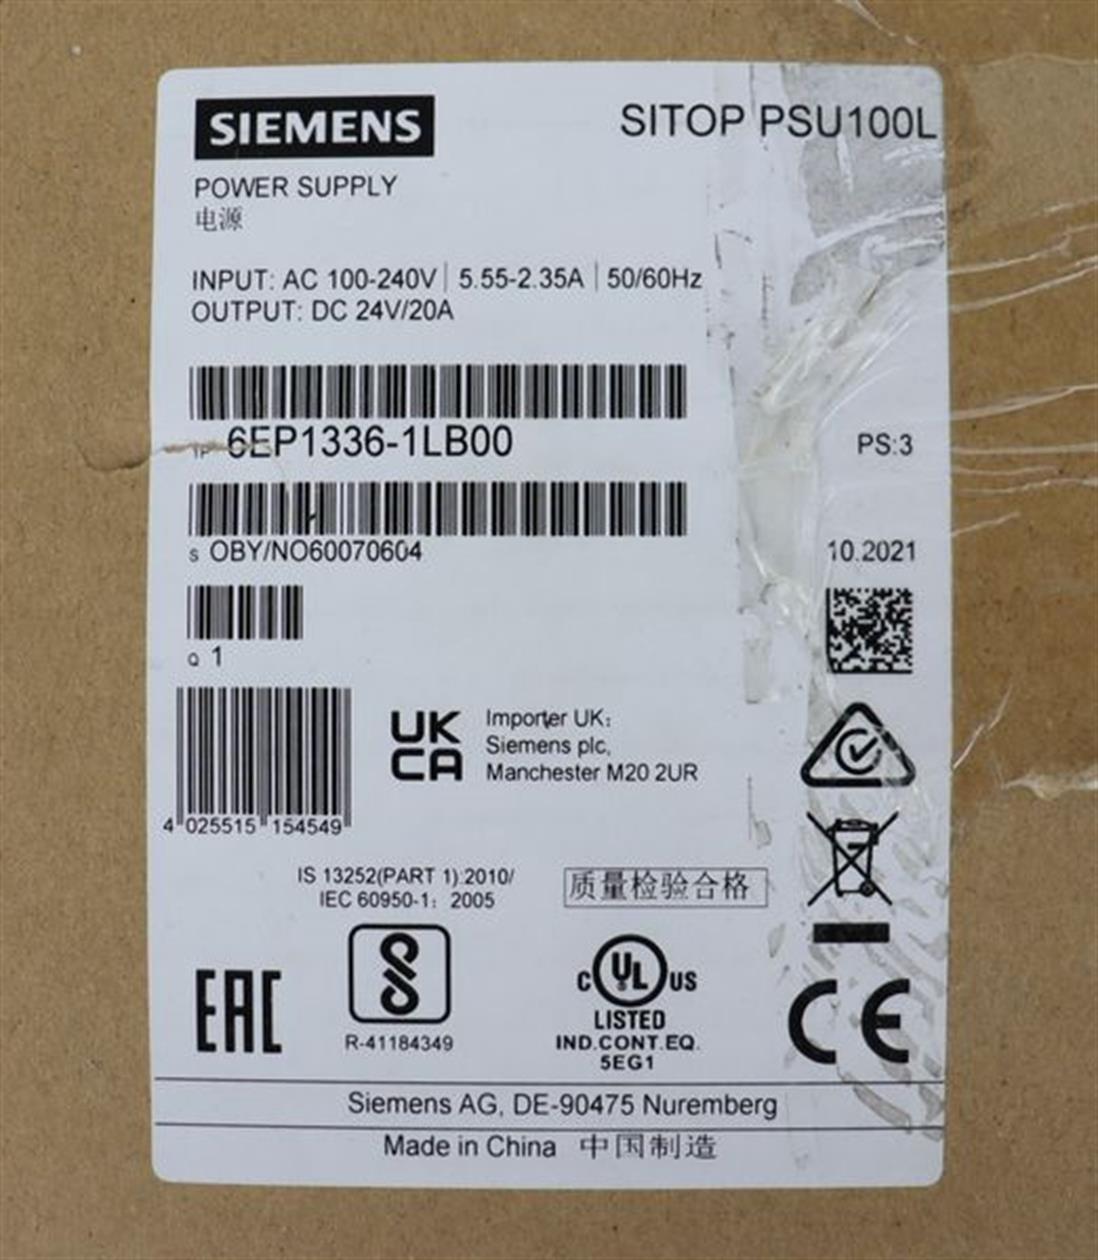 SIEMENS
SITOP PSU100L
POWER SUPPLY
电源
INPUT: AC 100-240V | 5.55-2.35A | 50/60Hz
OUTPUT: DC 24V/20A
1P 6EP1336-1LB00
PS:3
S OBY/NO60070604
10.2021
Q 1
UK
CA
Importer UK:
Siemens plc,
Manchester M20 2UR
4 025515 154549
IS 13252(PART 1):2010/
IEC 60950-1: 2005
质量检验合格
EAC
R-41184349
C UL US
LISTED
IND.CONT.EQ.
5EG1
CE
Siemens AG, DE-90475 Nuremberg
Made in China 中国制造